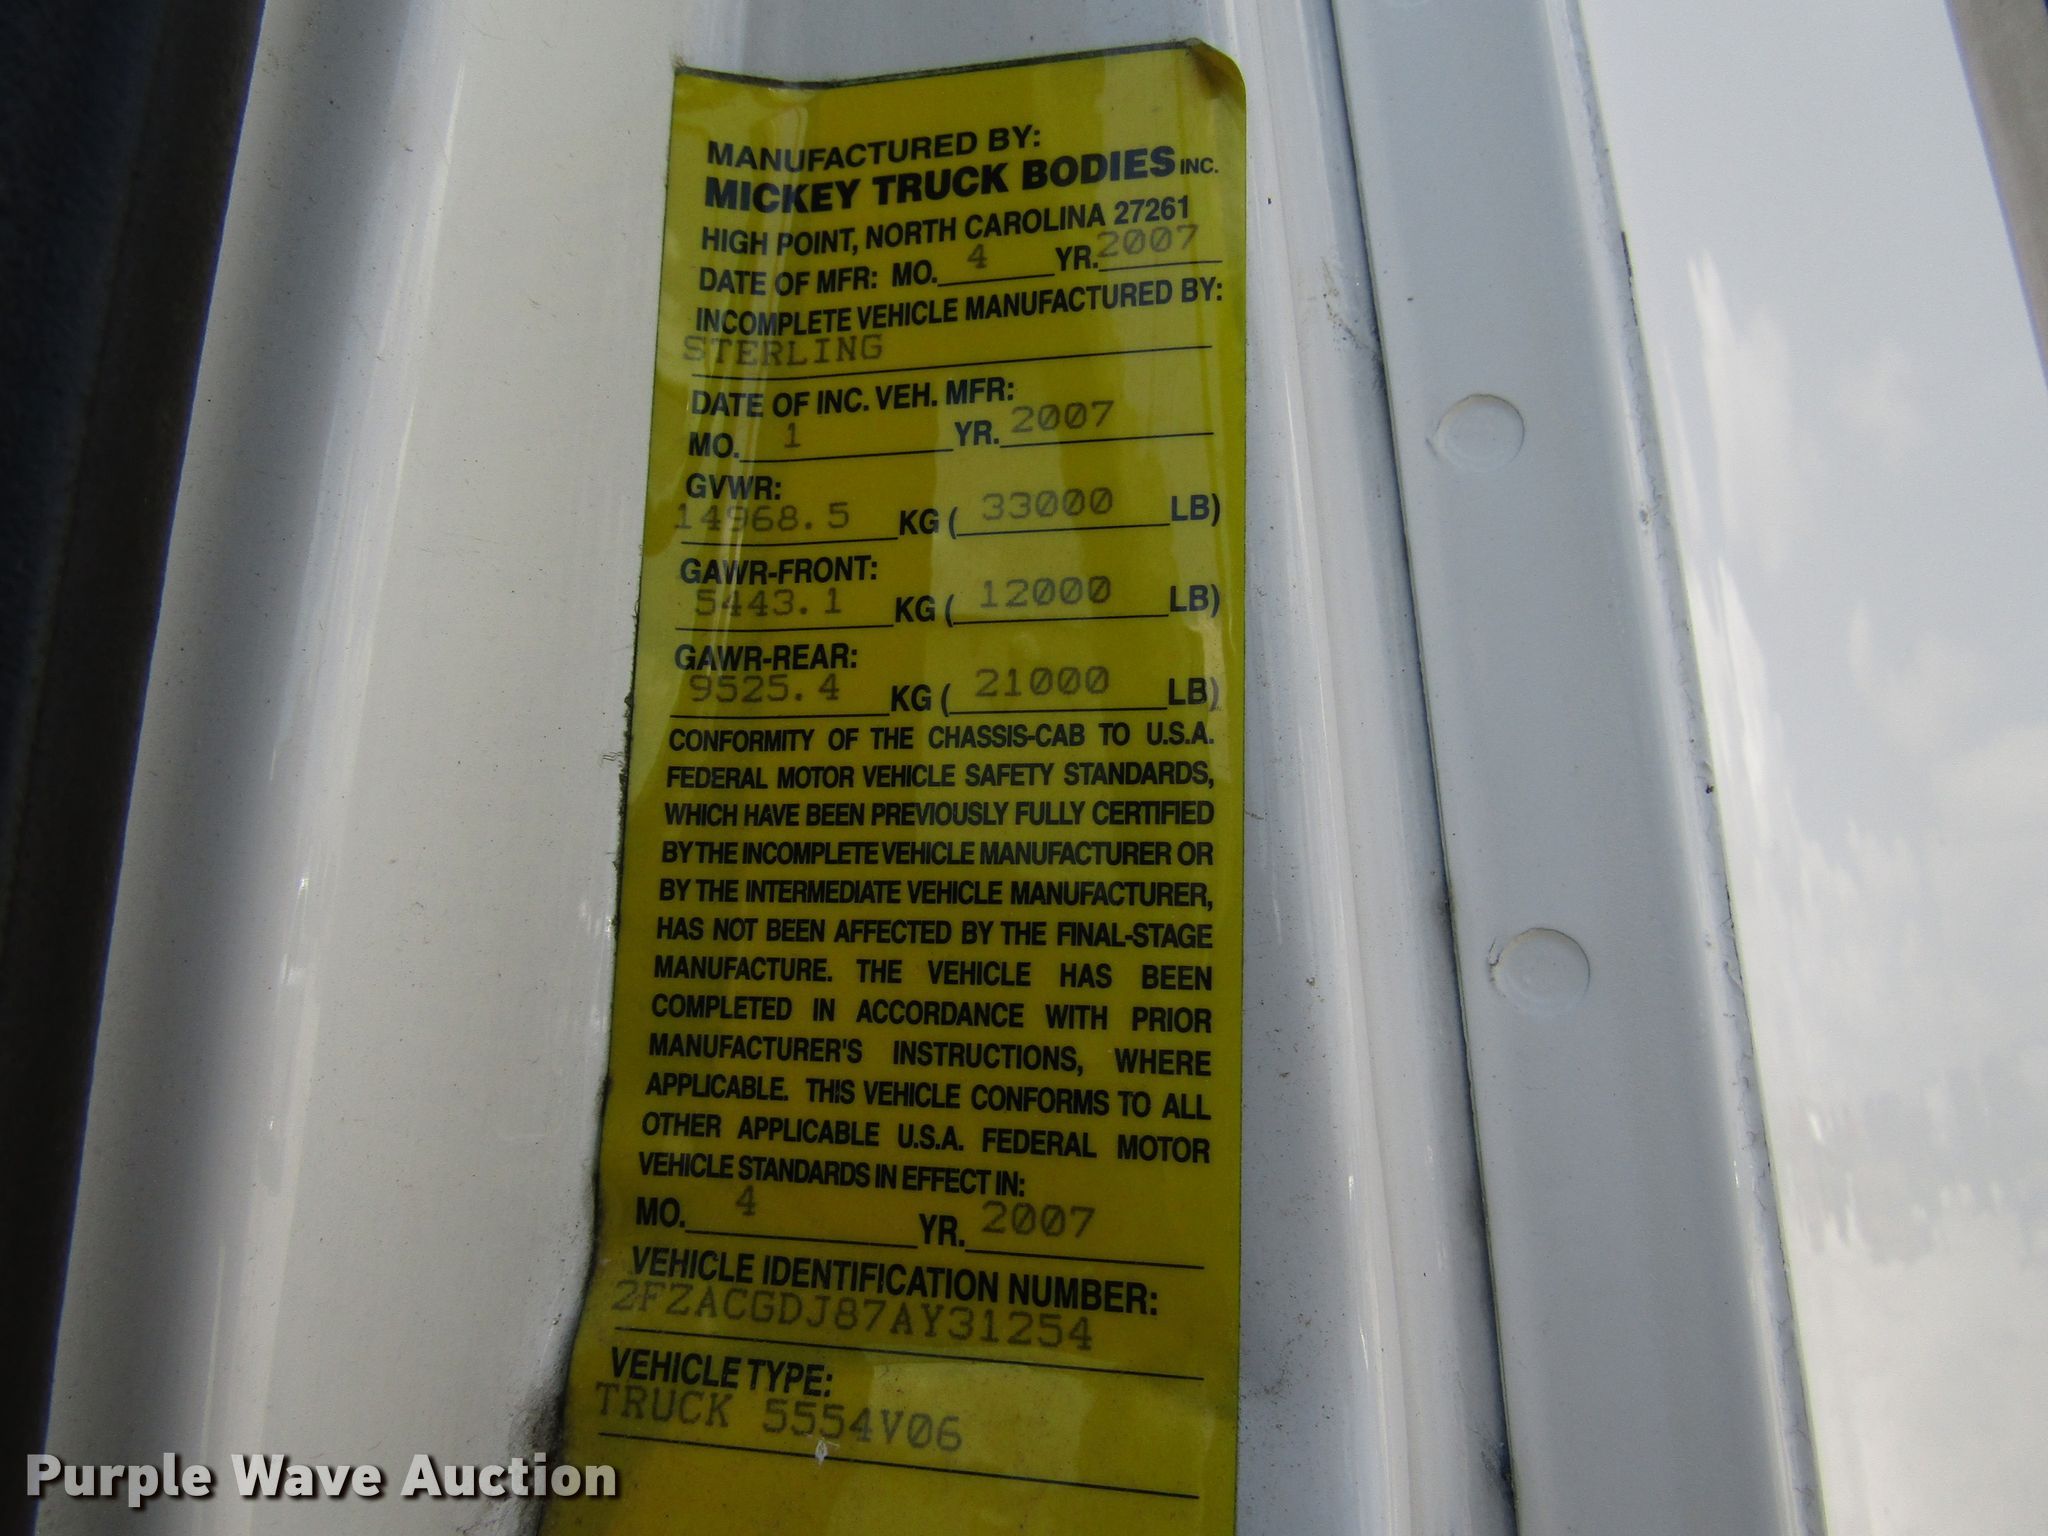 MANUFACTURED BY:
MICKEY TRUCK BODIES INC.
HIGH POINT, NORTH CAROLINA 27261
DATE OF MFR: MO. 4 YR. 2007
INCOMPLETE VEHICLE MANUFACTURED BY:
STERLING
DATE OF INC. VEH. MFR:
MO. 1 YR. 2007
GVWR:
14968.5 KG ( 33000 LB)
GAWR-FRONT:
5443.1 KG ( 12000 LB)
GAWR-REAR:
9525.4 KG ( 21000 LB)
CONFORMITY OF THE CHASSIS-CAB TO U.S.A.
FEDERAL MOTOR VEHICLE SAFETY STANDARDS,
WHICH HAVE BEEN PREVIOUSLY FULLY CERTIFIED
BY THE INCOMPLETE VEHICLE MANUFACTURER OR
BY THE INTERMEDIATE VEHICLE MANUFACTURER,
HAS NOT BEEN AFFECTED BY THE FINAL-STAGE
MANUFACTURE. THE VEHICLE HAS BEEN
COMPLETED IN ACCORDANCE WITH PRIOR
MANUFACTURER'S INSTRUCTIONS, WHERE
APPLICABLE. THIS VEHICLE CONFORMS TO ALL
OTHER APPLICABLE U.S.A. FEDERAL MOTOR
VEHICLE STANDARDS IN EFFECT IN:
MO. 4 YR. 2007
VEHICLE IDENTIFICATION NUMBER:
2FZACGDJ87AY31254
VEHICLE TYPE:
TRUCK 5554V06
Purple Wave Auction